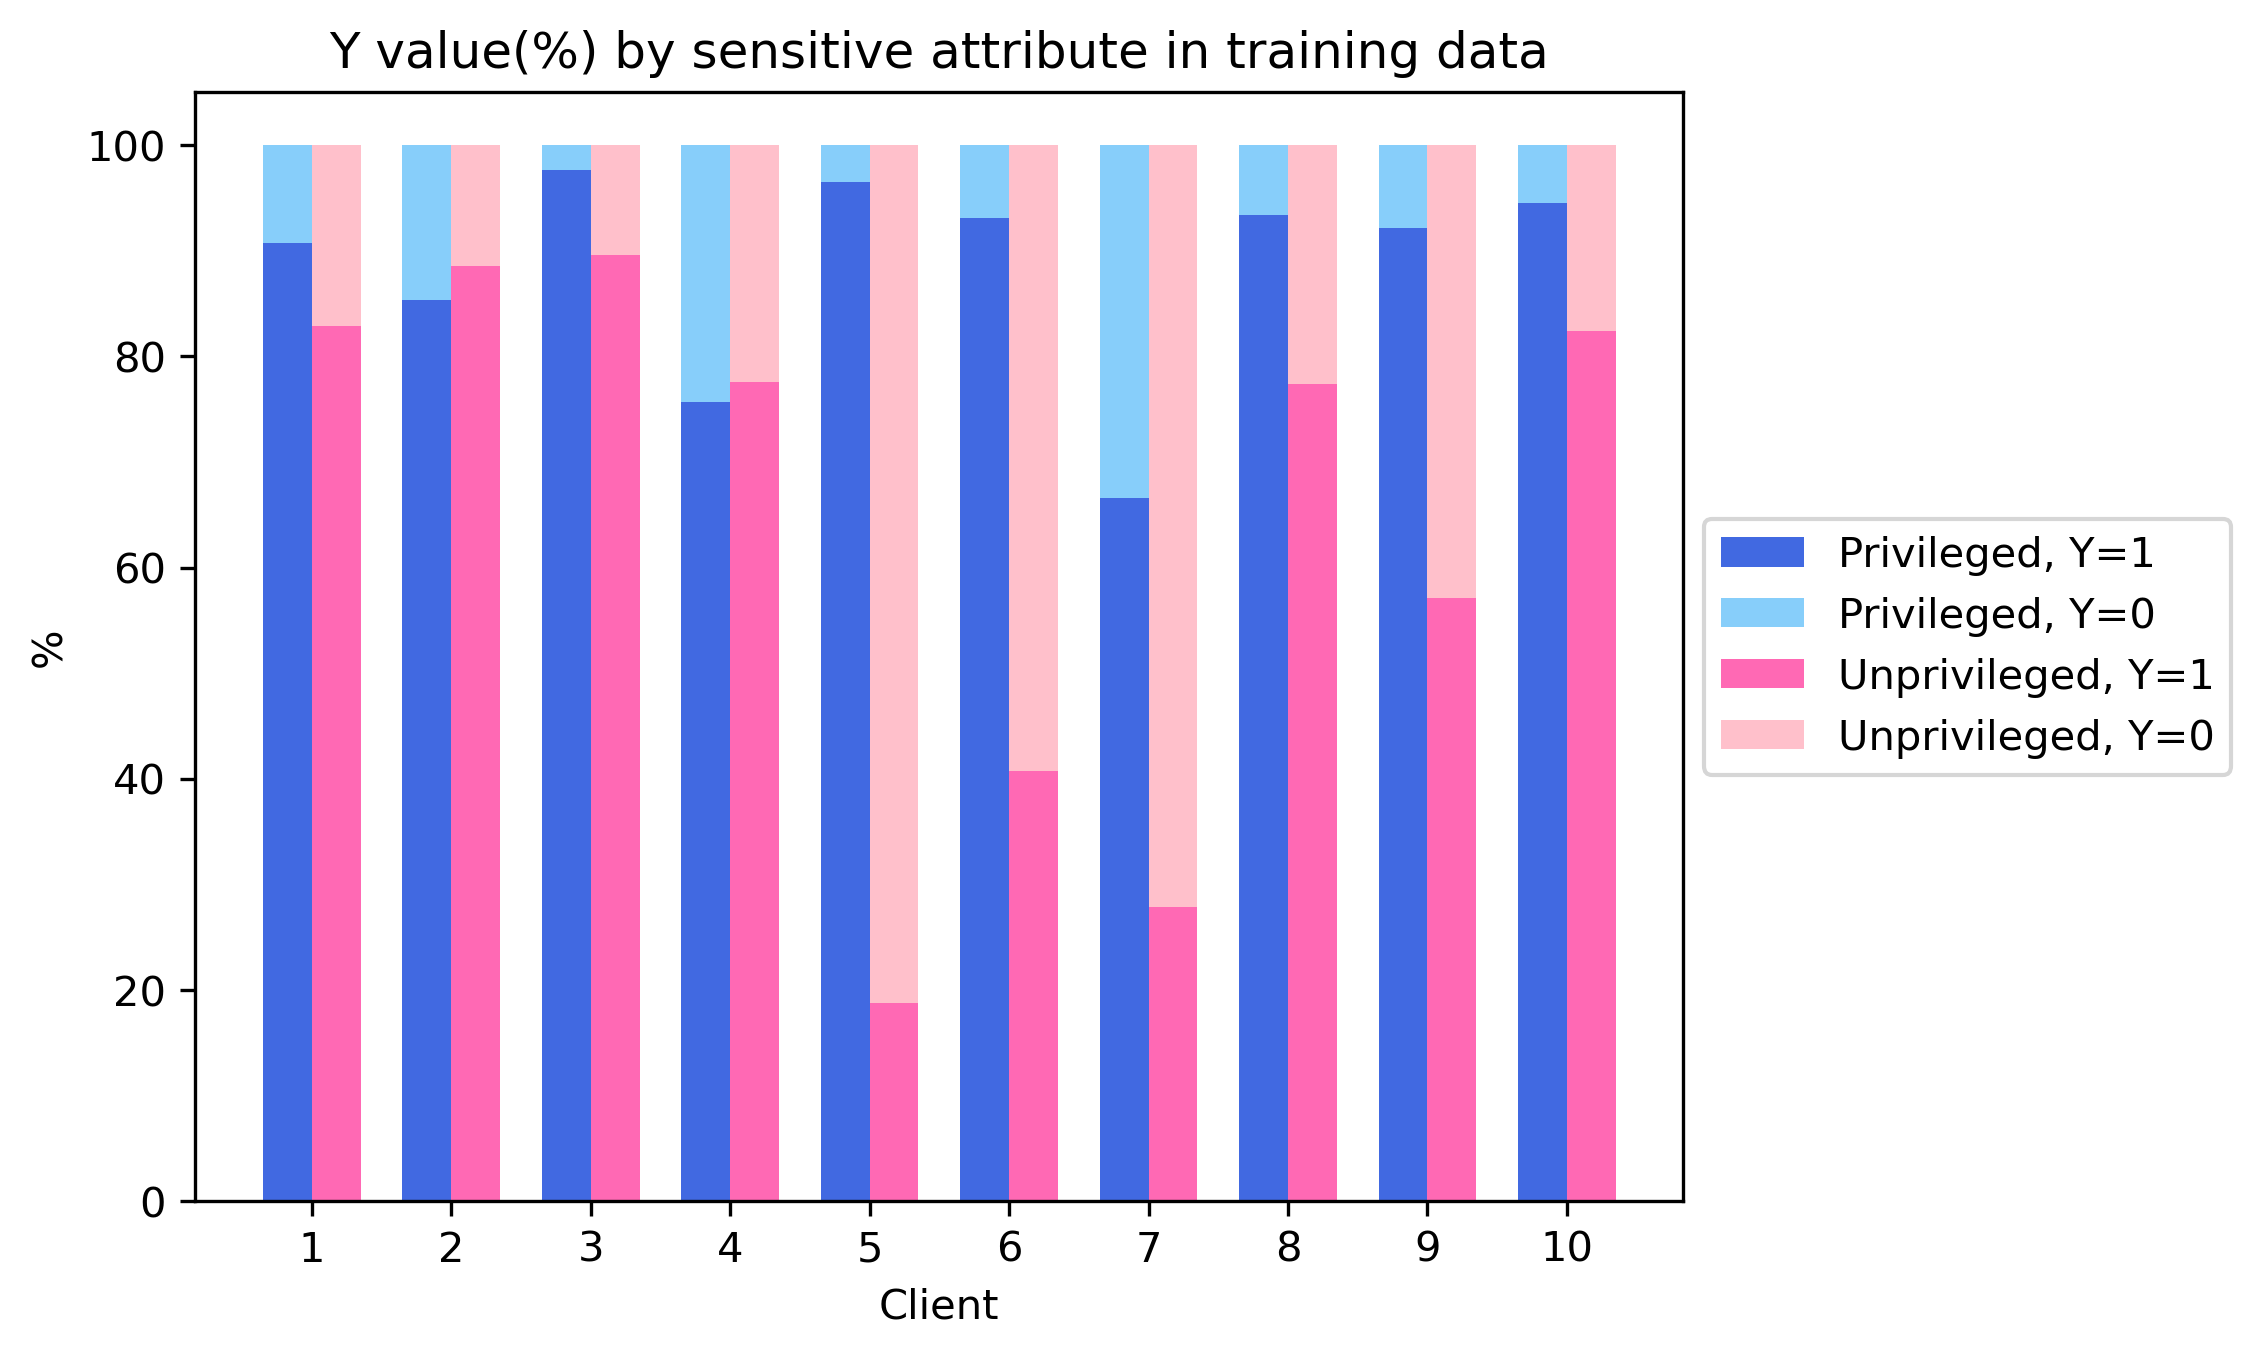 Y value(%) by sensitive attribute in training data
100
80
60
40
20
0
%
1 2 3 4 5 6 7 8 9 10
Client
Privileged, Y=1
Privileged, Y=0
Unprivileged, Y=1
Unprivileged, Y=0